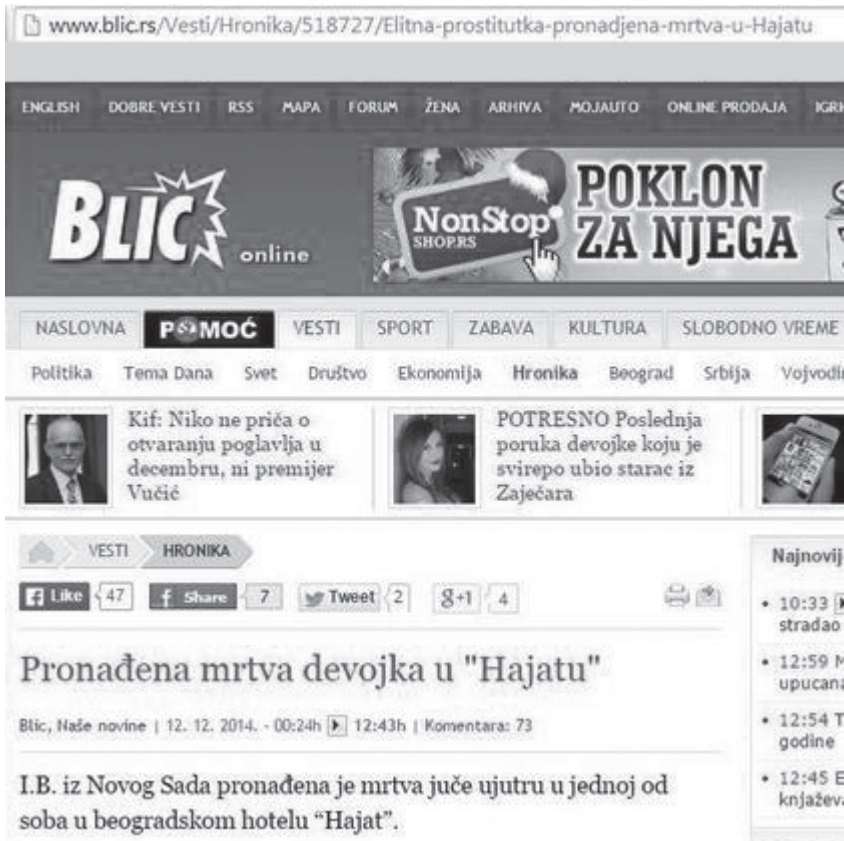 www.blic.rs/Vesti/Hronika/518727/Elitna-prostitutka-pronadjena-mrtva-u-Hajatu
ENGLISH DOBRE VESTI RSS MAPA FORUM ŽENA ARHIVA MOJAUTO ONLINE PRODAJA
BLIC online
NonStop
SHOP.RS
POKLON
ZA NJEGA
NASLOVNA POMOĆ VESTI SPORT ZABAVA KULTURA SLOBODNO VREME
Politika Tema Dana Svet Društvo Ekonomija Hronika Beograd Srbija
Kif: Niko ne priča o
otvaranju poglavlja u
decembru, ni premijer
Vučić
POTRESNO Poslednja
poruka devojke koju je
svirepo ubio starac iz
Zaječara
VESTI HRONIKA
Like 47 Share 7 Tweet 2 g+1 4
Pronađena mrtva devojka u "Hajatu"
Blic, Naše novine | 12. 12. 2014. - 00:24h 12:43h | Komentara: 73
I.B. iz Novog Sada pronađena je mrtva juče ujutru u jednoj od
soba u beogradskom hotelu “Hajat”.
Najnovij
10:33
stradao
12:59 M
upucana
12:54 T
godine
12:45 E
knjaževa